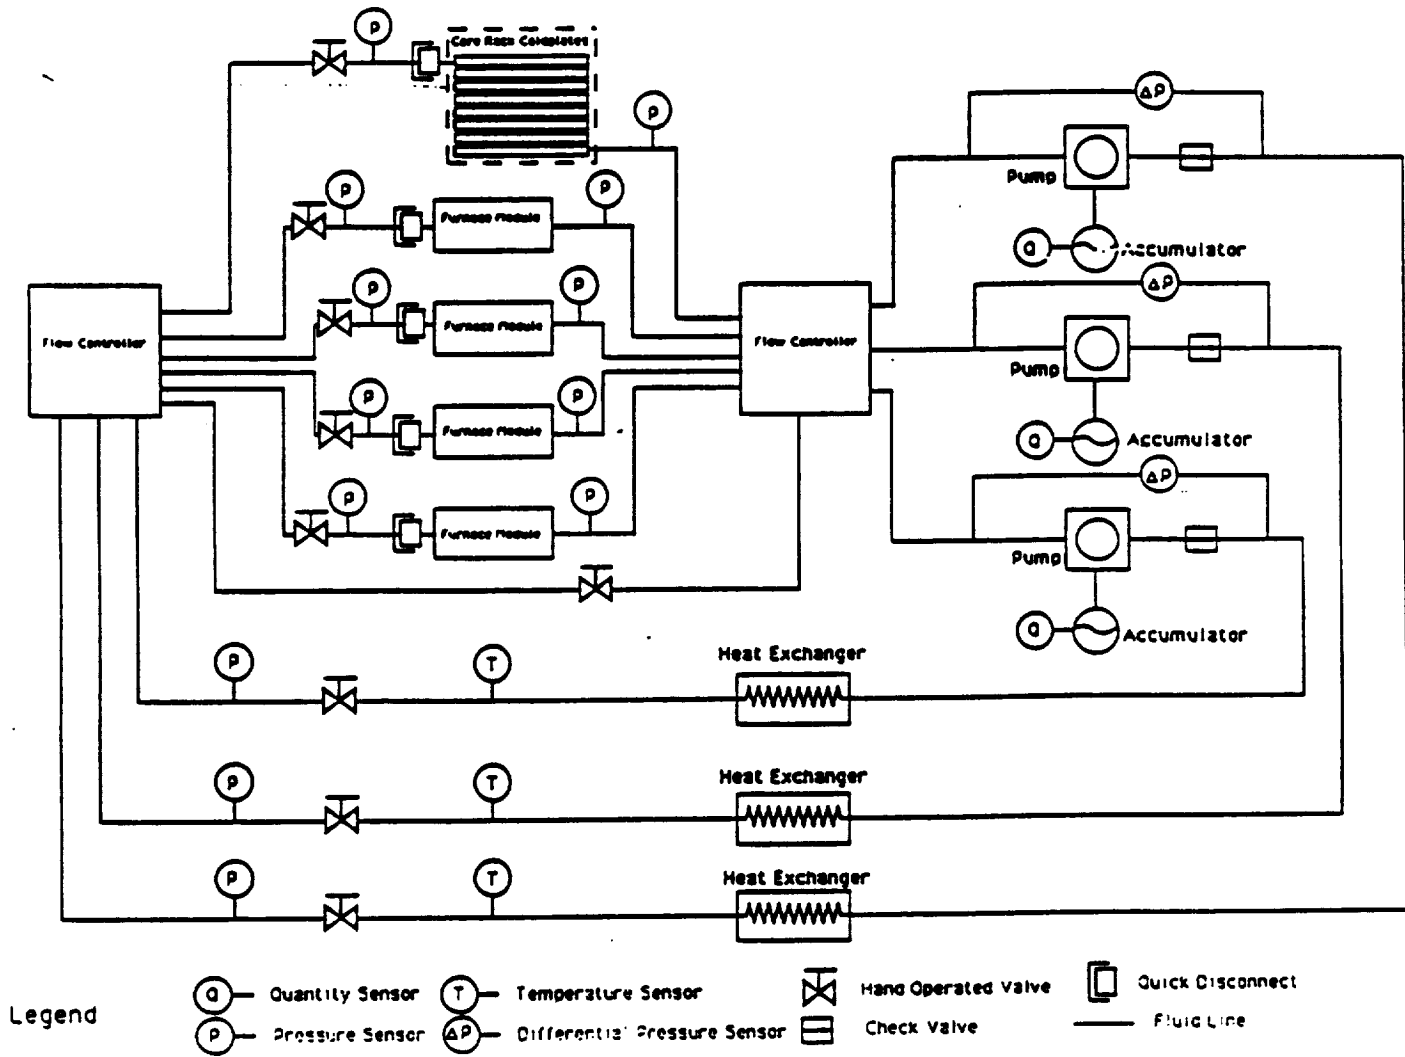 P
Core Rack Coldplates
P
ΔP
Pump
P
Furnace Module
P
Q
Accumulator
P
Furnace Module
P
ΔP
Flow Controller
Flow Controller
Pump
P
Furnace Module
P
Q
Accumulator
P
Furnace Module
P
ΔP
Pump
Q
Accumulator
P
T
Heat Exchanger
P
T
Heat Exchanger
P
T
Heat Exchanger
Legend
Q Quantity Sensor
T Temperature Sensor
Hand Operated Valve
Quick Disconnect
P Pressure Sensor
ΔP Differential Pressure Sensor
Check Valve
Fluid Line